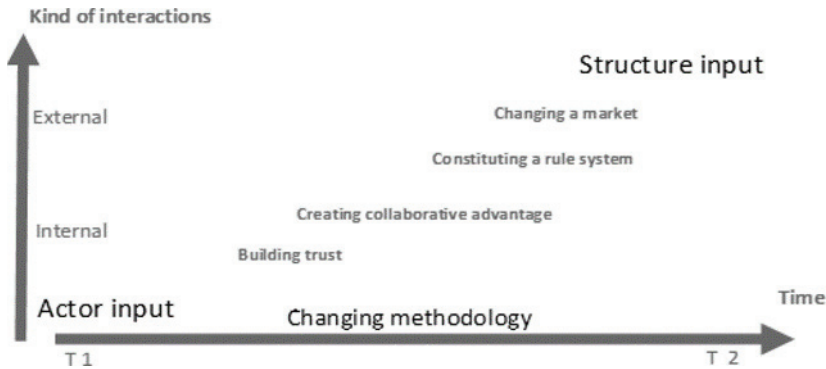 Kind of interactions
Structure input
External
Changing a market
Constituting a rule system
Creating collaborative advantage
Internal
Building trust
Time
Actor input
Changing methodology
T 1
T 2